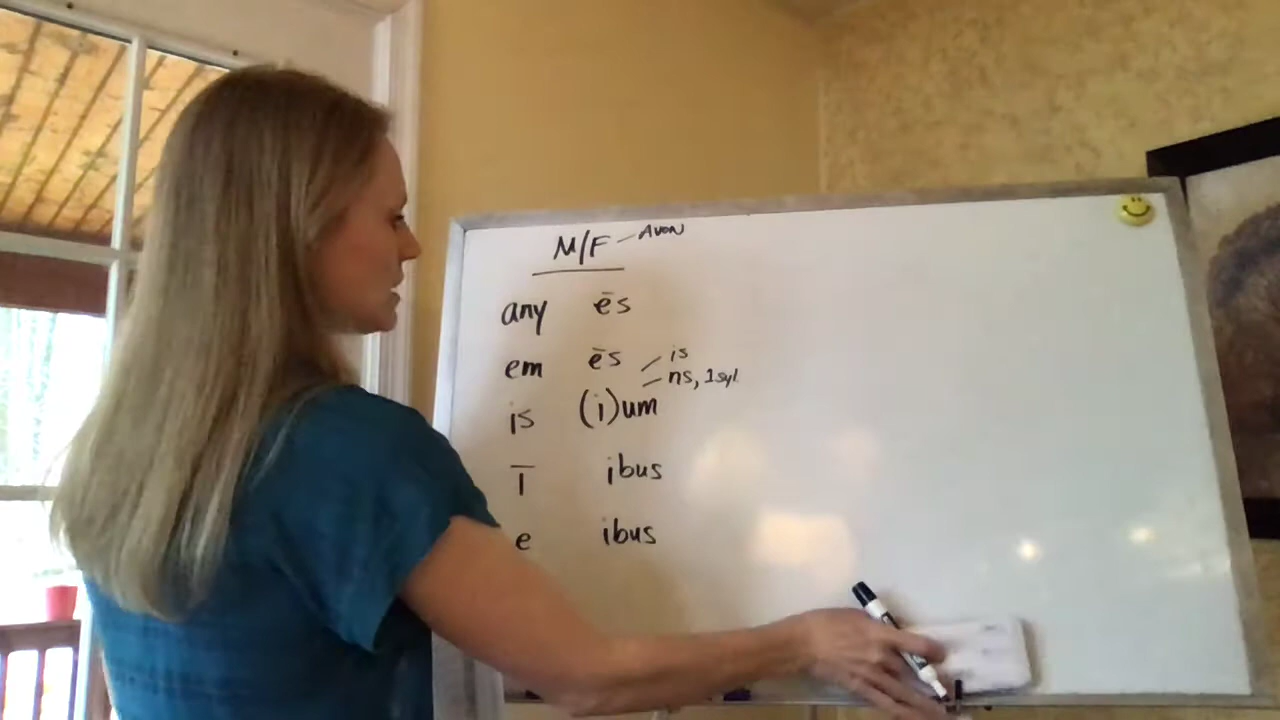 M/F – AVON
any ēs
em ēs is
ns, 1syl
is (i)um
ī ibus
e ibus